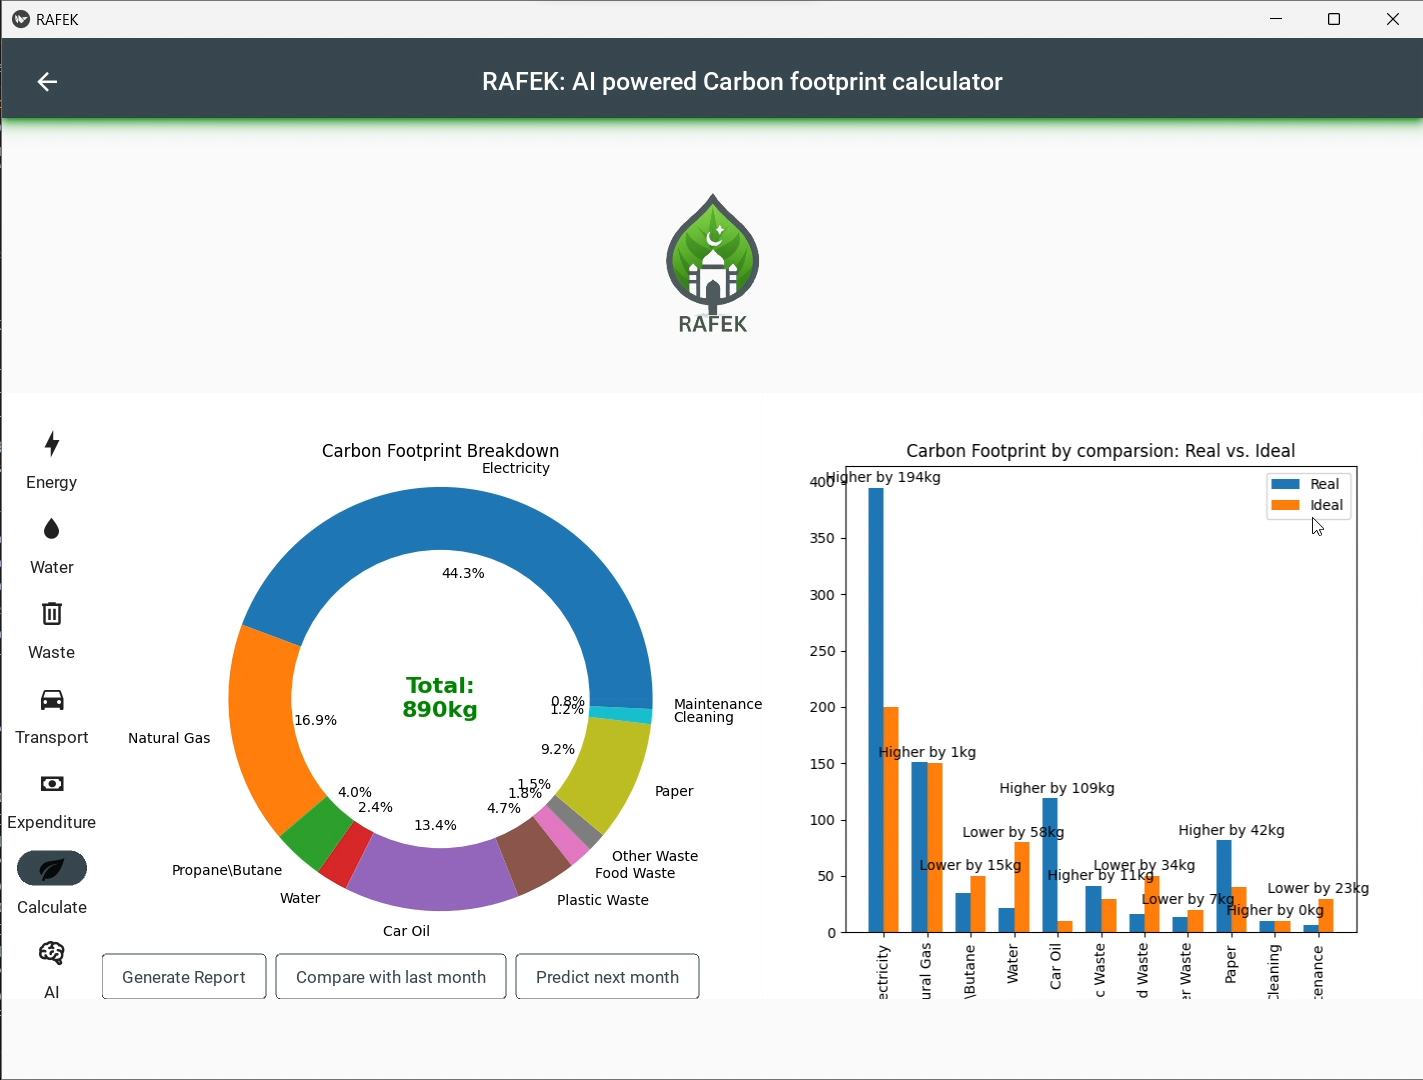 RAFEK
RAFEK: AI powered Carbon footprint calculator
RAFEK
Energy
Water
Waste
Transport
Expenditure
Calculate
AI
Carbon Footprint Breakdown
Electricity
44.3%
Natural Gas
16.9%
Propane\Butane
4.0%
Water
2.4%
Car Oil
13.4%
Plastic Waste
4.7%
Food Waste
1.8%
Other Waste
1.5%
Paper
9.2%
Cleaning
1.2%
Maintenance
0.8%
Total:
890kg
Generate Report
Compare with last month
Predict next month
Carbon Footprint by comparsion: Real vs. Ideal
Real
Ideal
400
350
300
250
200
150
100
50
0
Higher by 194kg
Higher by 1kg
Lower by 15kg
Lower by 58kg
Higher by 109kg
Higher by 11kg
Lower by 34kg
Lower by 7kg
Higher by 42kg
Higher by 0kg
Lower by 23kg
ectricity
ural Gas
\Butane
Water
Car Oil
c Waste
d Waste
er Waste
Paper
leaning
tenance